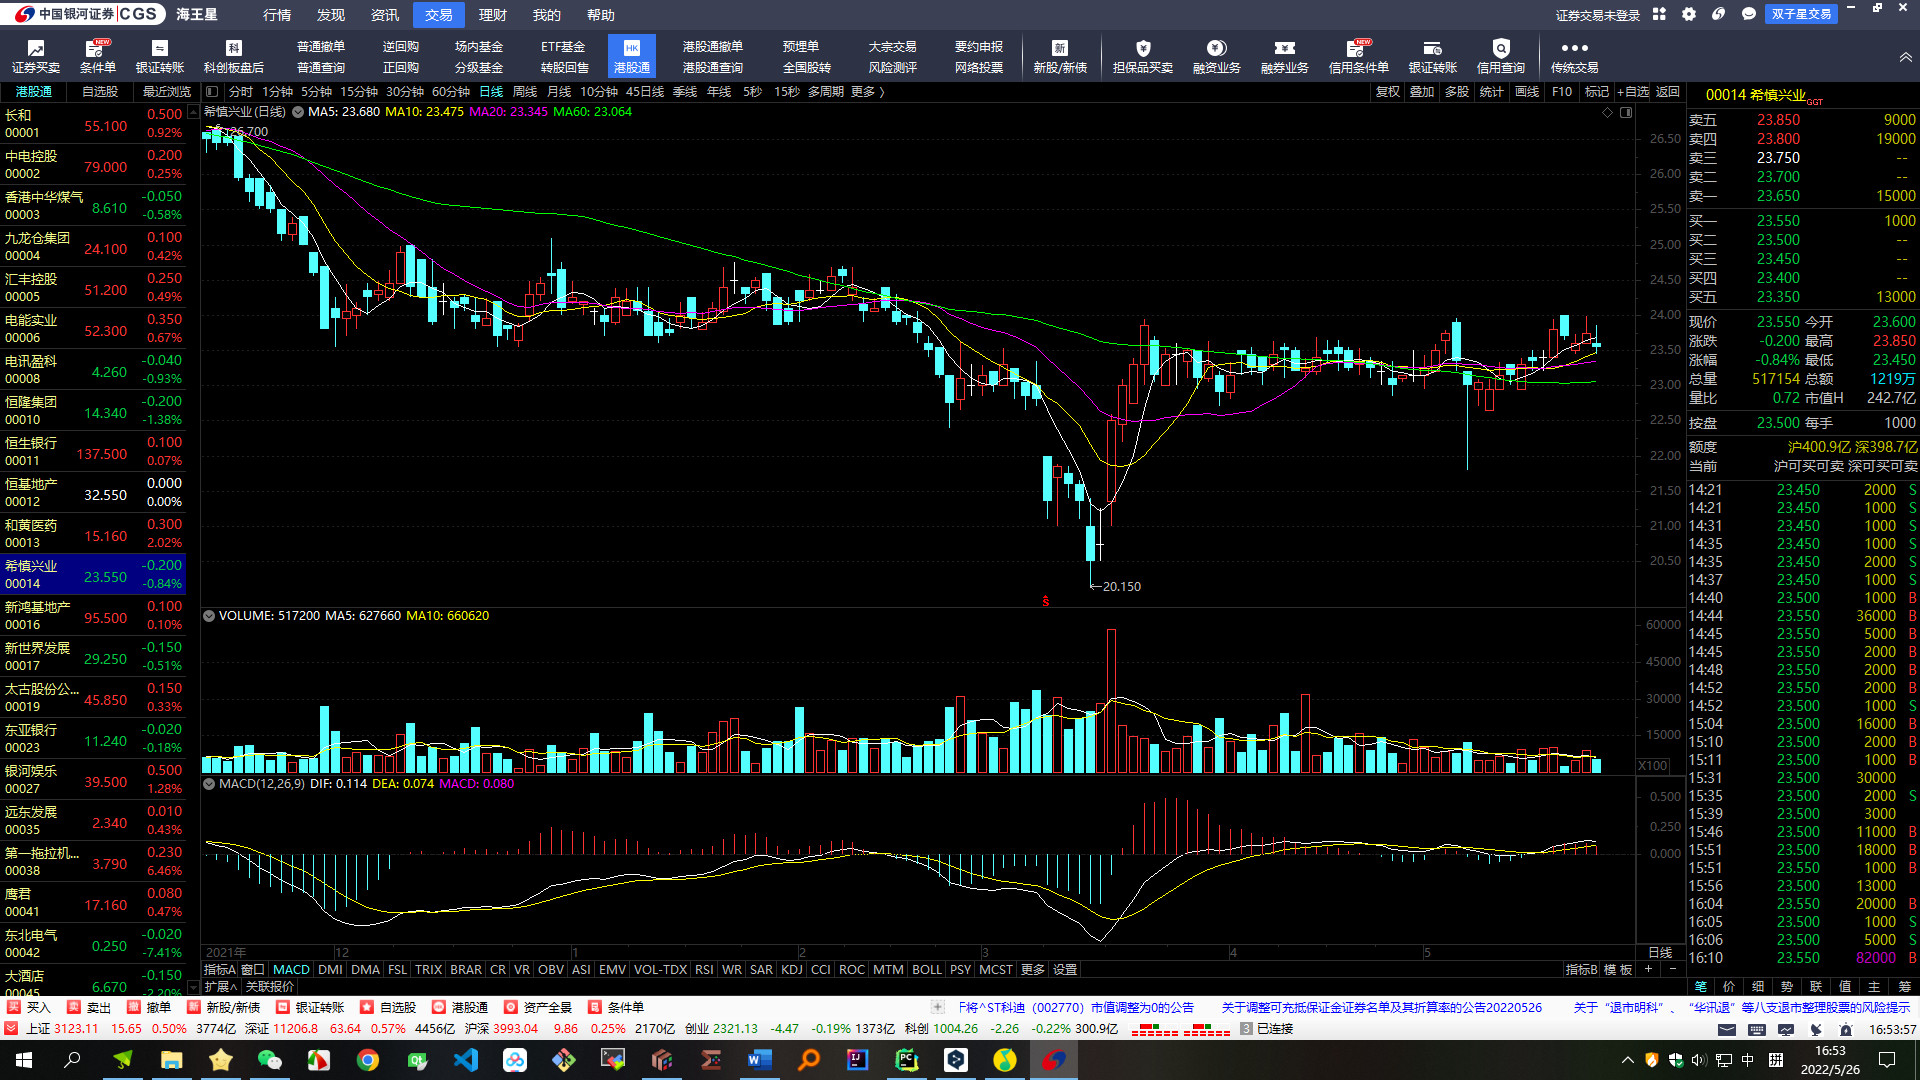 中国银河证券 CGS 海王星 行情 发现 资讯 交易 理财 我的 帮助 证券交易未登录 双子星交易
证券买卖 条件单 银证转账 科创板盘后 普通撤单 普通查询 逆回购 正回购 场内基金 分级基金 ETF基金 转股回售 港股通 港股通撤单 港股通查询 预埋单 全国股转 大宗交易 风险测评 要约申报 网络投票 新股/新债 担保品买卖 融资业务 融券业务 信用条件单 银证转账 信用查询 传统交易
港股通 自选股 最近浏览 分时 1分钟 5分钟 15分钟 30分钟 60分钟 日线 周线 月线 10分钟 45日线 季线 年线 5秒 15秒 多周期 更多 复权 叠加 多股 统计 画线 F10 标记 +自选 返回
00014 希慎兴业 GGT
希慎兴业(日线) MA5: 23.680 MA10: 23.475 MA20: 23.345 MA60: 23.064
长和 00001 55.100 0.500 0.92%
中电控股 00002 79.000 0.200 0.25%
香港中华煤气 00003 8.610 -0.050 -0.58%
九龙仓集团 00004 24.100 0.100 0.42%
汇丰控股 00005 51.200 0.250 0.49%
电能实业 00006 52.300 0.350 0.67%
电讯盈科 00008 4.260 -0.040 -0.93%
恒隆集团 00010 14.340 -0.200 -1.38%
恒生银行 00011 137.500 0.100 0.07%
恒基地产 00012 32.550 0.000 0.00%
和黄医药 00013 15.160 0.300 2.02%
希慎兴业 00014 23.550 -0.200 -0.84%
新鸿基地产 00016 95.500 0.100 0.10%
新世界发展 00017 29.250 -0.150 -0.51%
太古股份公... 00019 45.850 0.150 0.33%
东亚银行 00023 11.240 -0.020 -0.18%
银河娱乐 00027 39.500 0.500 1.28%
远东发展 00035 2.340 0.010 0.43%
第一拖拉机... 00038 3.790 0.230 6.46%
鹰君 00041 17.160 0.080 0.47%
东北电气 00042 0.250 -0.020 -7.41%
大酒店 00045 6.670 -0.150 -2.20%
26.700
26.50
26.00
25.50
25.00
24.50
24.00
23.50
23.00
22.50
22.00
21.50
21.00
20.50
20.150
VOLUME: 517200 MA5: 627660 MA10: 660620
60000
45000
30000
15000
X100
MACD(12,26,9) DIF: 0.114 DEA: 0.074 MACD: 0.080
0.500
0.250
0.000
2021年 12 1 2 3 4 5 日线
指标A 窗口 MACD DMI DMA FSL TRIX BRAR CR VR OBV ASI EMV VOL-TDX RSI WR SAR KDJ CCI ROC MTM BOLL PSY MCST 更多 设置 指标B 模板 + −
扩展^ 关联报价
卖五 23.850 9000
卖四 23.800 19000
卖三 23.750 --
卖二 23.700 --
卖一 23.650 15000
买一 23.550 1000
买二 23.500 --
买三 23.450 --
买四 23.400 --
买五 23.350 13000
现价 23.550 今开 23.600
涨跌 -0.200 最高 23.850
涨幅 -0.84% 最低 23.450
总量 517154 总额 1219万
量比 0.72 市值H 242.7亿
按盘 23.500 每手 1000
额度 沪400.9亿 深398.7亿
当前 沪可买可卖 深可买可卖
14:21 23.450 2000 S
14:21 23.450 1000 S
14:31 23.450 1000 S
14:35 23.450 1000 S
14:35 23.450 2000 S
14:37 23.450 1000 S
14:40 23.500 1000 B
14:44 23.550 36000 B
14:45 23.550 5000 B
14:45 23.550 2000 B
14:48 23.550 2000 B
14:52 23.550 2000 B
14:52 23.500 1000 S
15:04 23.550 16000 B
15:10 23.550 2000 B
15:11 23.550 1000 B
15:31 23.500 30000
15:35 23.500 2000 S
15:39 23.500 3000
15:46 23.550 11000 B
15:51 23.550 18000 B
15:51 23.550 1000 B
15:56 23.500 13000
16:04 23.550 20000 B
16:05 23.500 1000 S
16:06 23.500 5000 S
16:10 23.550 82000 B
笔 价 细 势 联 值 主 筹
买入 卖出 撤单 新股/新债 银证转账 自选股 港股通 资产全景 条件单 于将^ST科迪（002770）市值调整为0的公告 关于调整可充抵保证金证券名单及其折算率的公告20220526 关于“退市明科”、“华讯退”等八支退市整理股票的风险提示
上证 3123.11 15.65 0.50% 3774亿 深证 11206.8 63.64 0.57% 4456亿 沪深 3993.04 9.86 0.25% 2170亿 创业 2321.13 -4.47 -0.19% 1373亿 科创 1004.26 -2.26 -0.22% 300.9亿 3 已连接 16:53:57
中 拼 16:53
2022/5/26